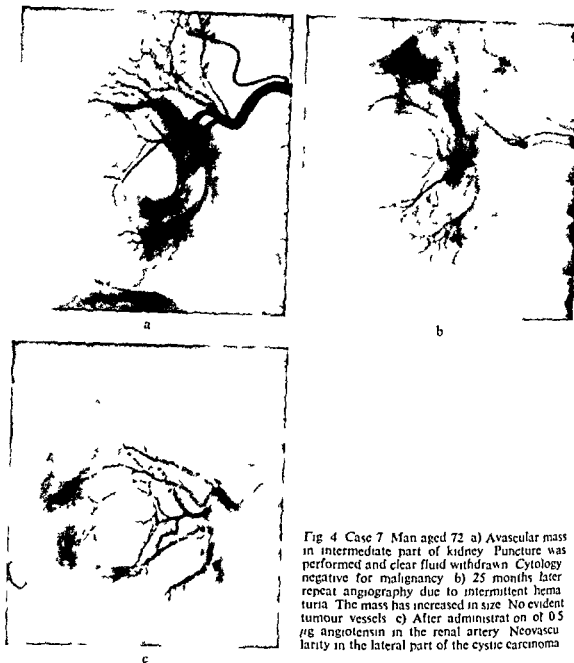 a
b
c
Fig 4 Case 7 Man aged 72 a) Avascular mass
in intermediate part of kidney Puncture was
performed and clear fluid withdrawn Cytology
negative for malignancy b) 25 months later
repeat angiography due to intermittent hema
turia The mass has increased in size No evident
tumour vessels c) After administrat on of 0 5
μg angiotensin in the renal artery Neovascu
larity in the lateral part of the cystic carcinoma